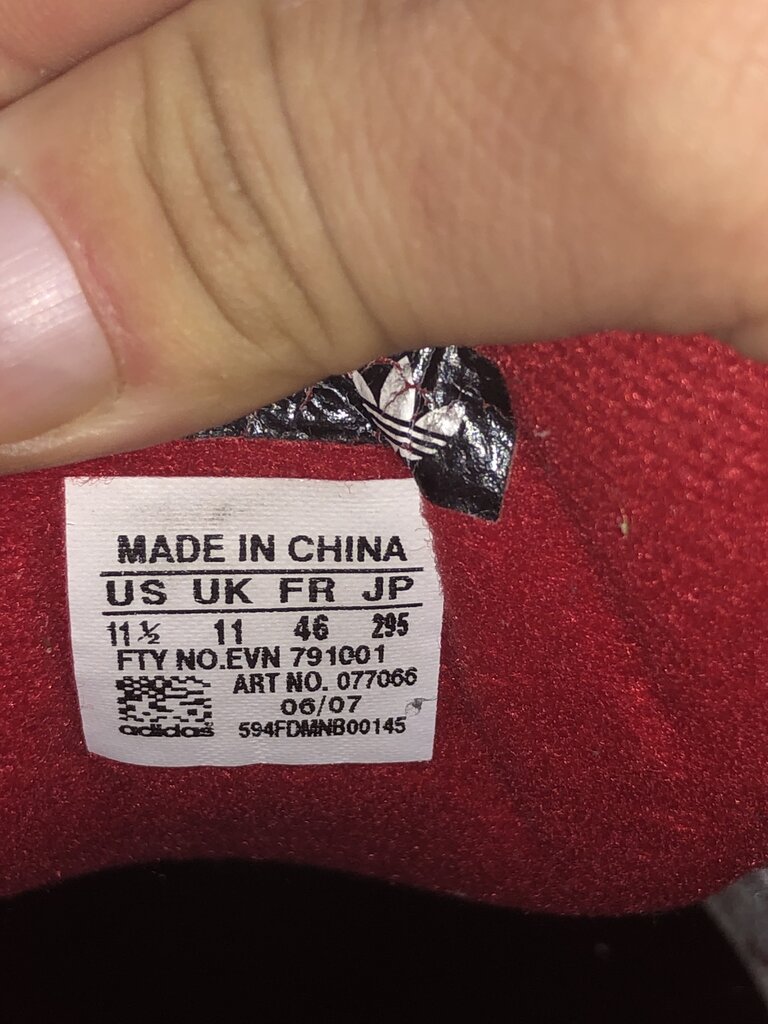 MADE IN CHINA
US UK FR JP
11½ 11 46 295
FTY NO.EVN 791001
ART NO. 077066
06/07
adidas 594FDMNB00145